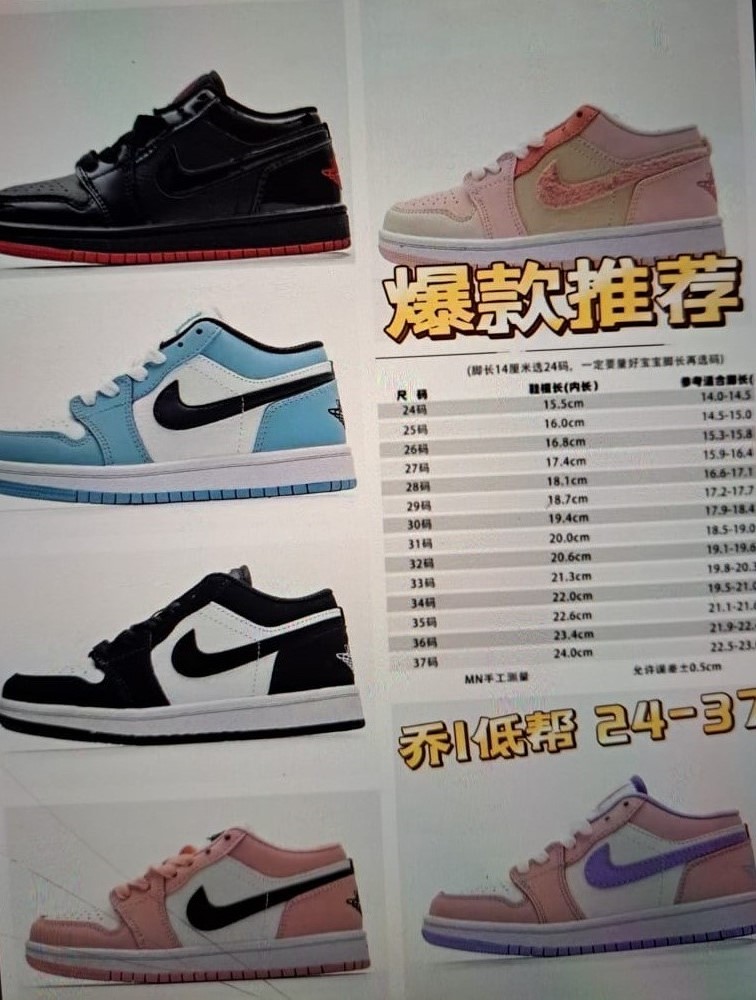 爆款推荐
(脚长14厘米选24码，一定要量好宝宝脚长再选码)
尺 码 鞋楦长(内长) 参考适合脚长(
24码 15.5cm 14.0-14.5
25码 16.0cm 14.5-15.0
26码 16.8cm 15.3-15.8
27码 17.4cm 15.9-16.4
28码 18.1cm 16.6-17.1
29码 18.7cm 17.2-17.7
30码 19.4cm 17.9-18.4
31码 20.0cm 18.5-19.0
32码 20.6cm 19.1-19.6
33码 21.3cm 19.8-20.3
34码 22.0cm 19.5-21.0
35码 22.6cm 21.1-21.
36码 23.4cm 21.9-22.
37码 24.0cm 22.5-23.
MN手工测量 允许误差±0.5cm
乔1低帮 24-37